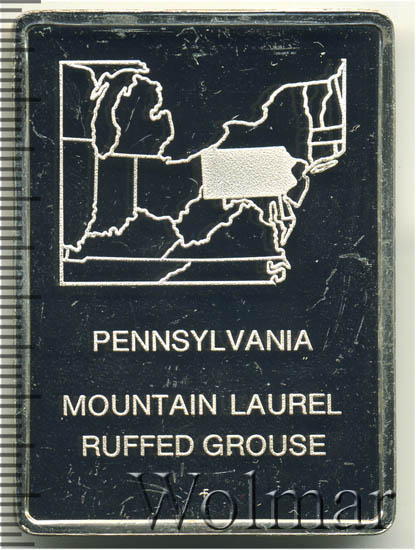 PENNSYLVANIA
MOUNTAIN LAUREL
RUFFED GROUSE
Wolmar